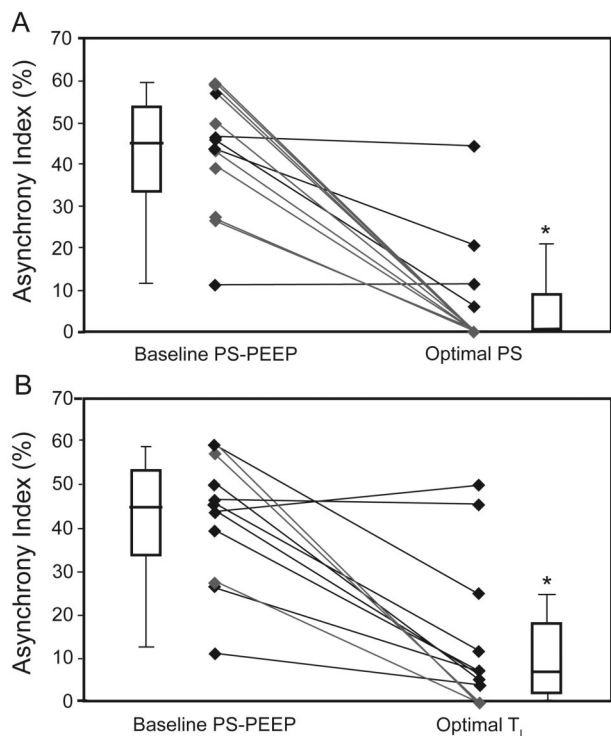 A
Asynchrony Index (%)
70
60
50
40
30
20
10
0
*
Baseline PS-PEEP
Optimal PS
B
Asynchrony Index (%)
70
60
50
40
30
20
10
0
*
Baseline PS-PEEP
Optimal T